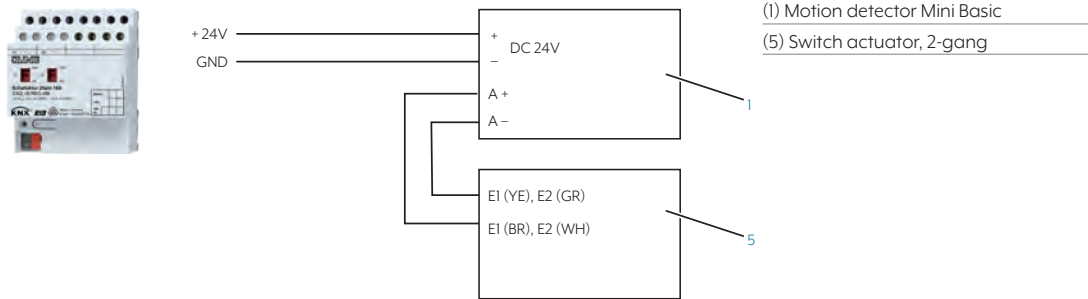 (1) Motion detector Mini Basic
(5) Switch actuator, 2-gang
+ 24V
GND
+
DC 24V
–
A +
A –
1
E1 (YE), E2 (GR)
E1 (BR), E2 (WH)
5
KNX